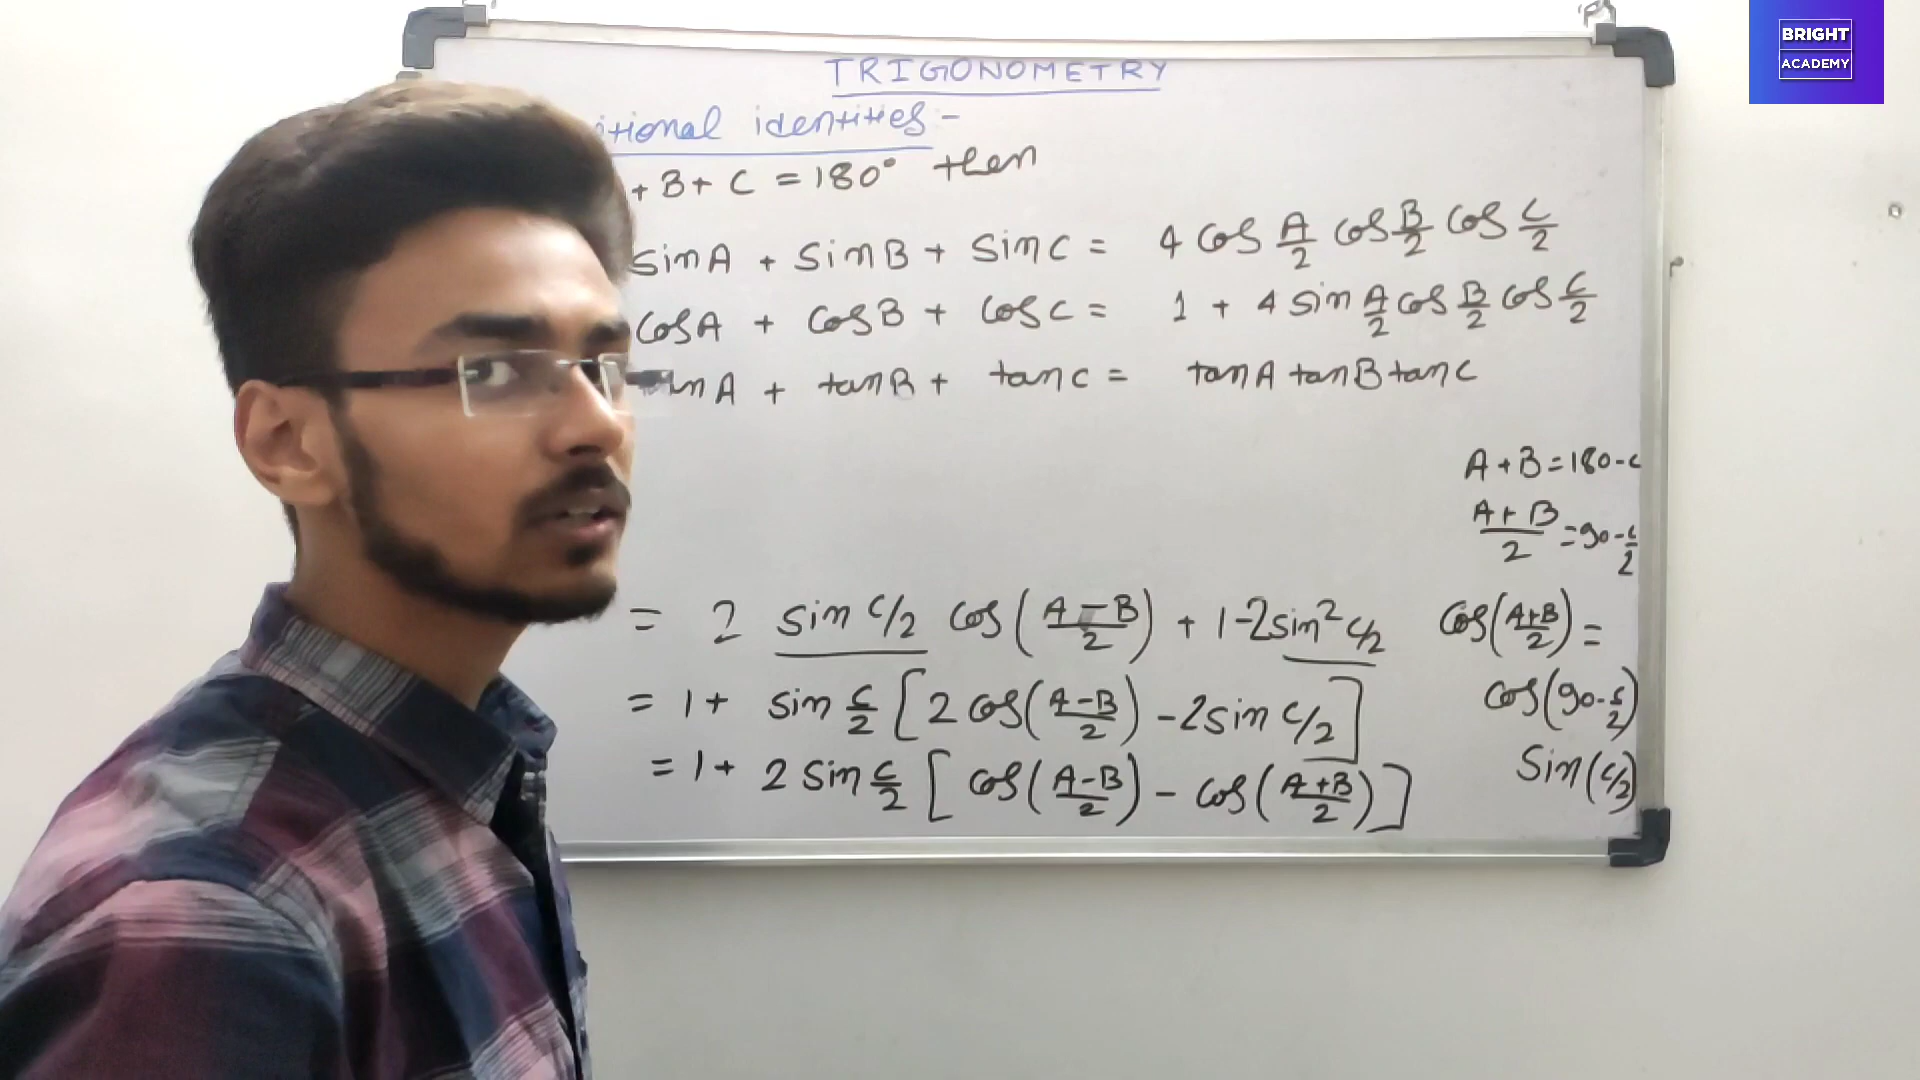 BRIGHT
ACADEMY
TRIGONOMETRY
itional identities -
+ B + C = 180° then
sinA + sinB + sinC = 4 cos A/2 cos B/2 cos C/2
cosA + cosB + cosC = 1 + 4 sin A/2 cos B/2 cos C/2
nA + tanB + tanC = tanA tanB tanC
A + B = 180 - C
(A + B)/2 = 90 - C/2
= 2 sin C/2 cos((A - B)/2) + 1 - 2sin² C/2
cos((A+B)/2) =
= 1 + sin C/2 [2 cos((A - B)/2) - 2 sin C/2]
cos(90 - C/2)
= 1 + 2 sin C/2 [cos((A - B)/2) - cos((A + B)/2)]
Sin(C/2)